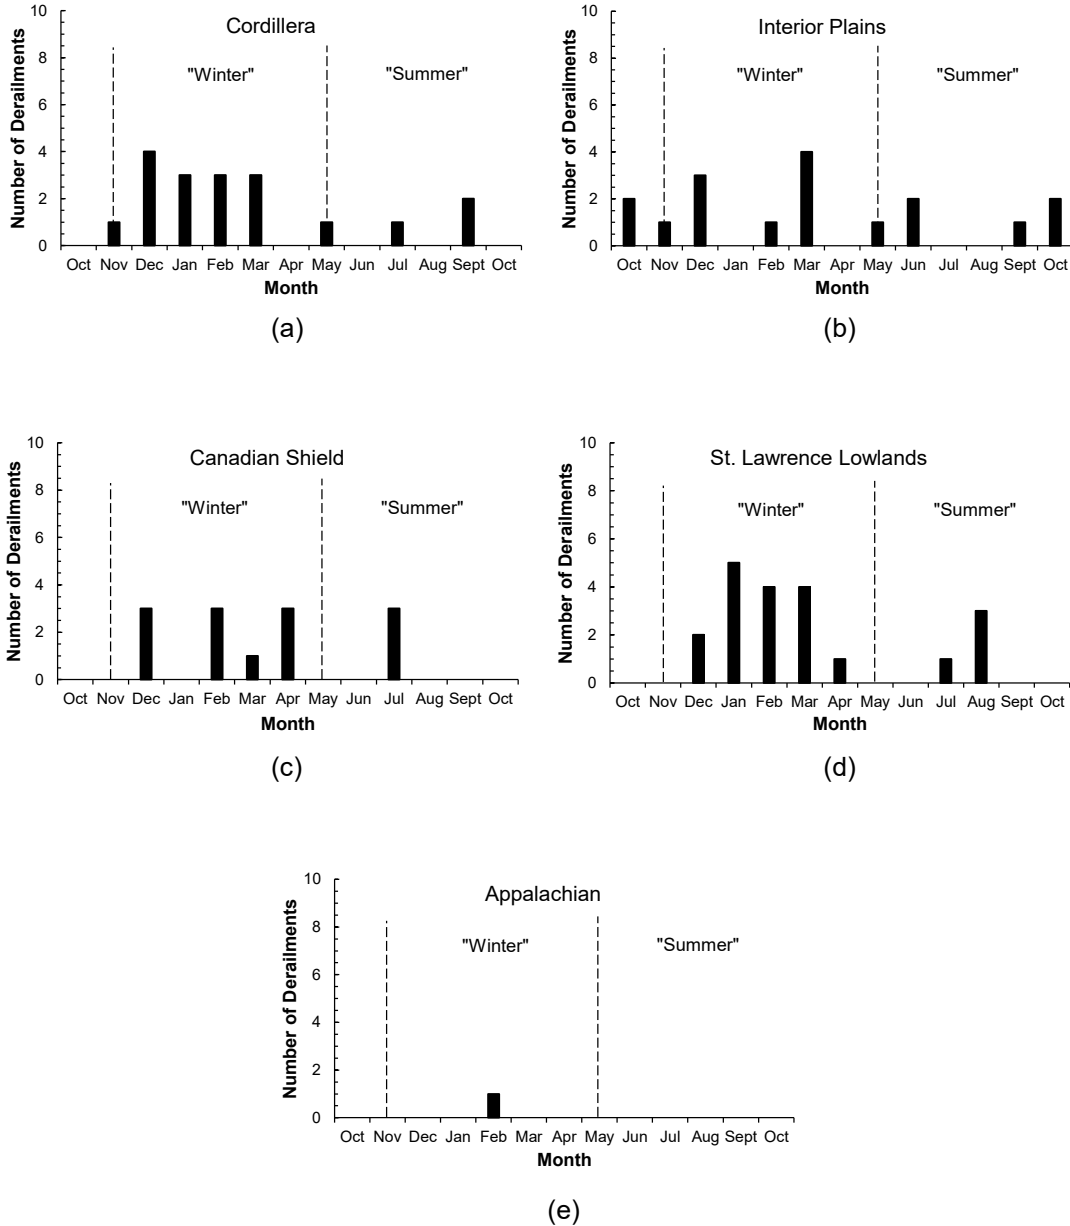 Cordillera
"Winter" "Summer"
Number of Derailments
10
8
6
4
2
0
Oct Nov Dec Jan Feb Mar Apr May Jun Jul Aug Sept Oct
Month
(a)
Interior Plains
"Winter" "Summer"
Number of Derailments
10
8
6
4
2
0
Oct Nov Dec Jan Feb Mar Apr May Jun Jul Aug Sept Oct
Month
(b)
Canadian Shield
"Winter" "Summer"
Number of Derailments
10
8
6
4
2
0
Oct Nov Dec Jan Feb Mar Apr May Jun Jul Aug Sept Oct
Month
(c)
St. Lawrence Lowlands
"Winter" "Summer"
Number of Derailments
10
8
6
4
2
0
Oct Nov Dec Jan Feb Mar Apr May Jun Jul Aug Sept Oct
Month
(d)
Appalachian
"Winter" "Summer"
Number of Derailments
10
8
6
4
2
0
Oct Nov Dec Jan Feb Mar Apr May Jun Jul Aug Sept Oct
Month
(e)